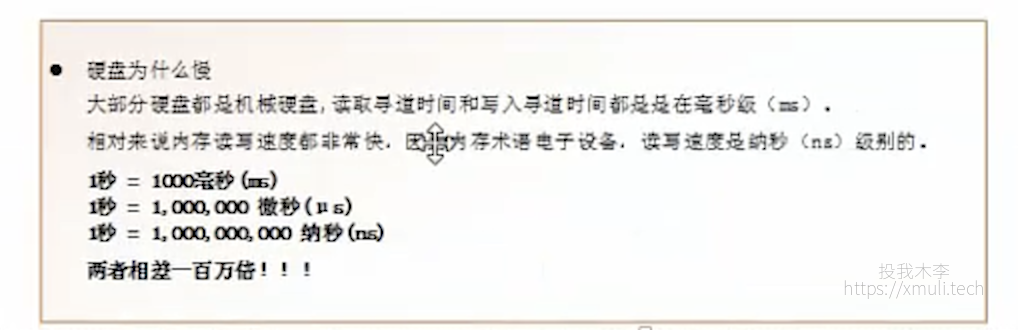 ● 硬盘为什么慢
大部分硬盘都是机械硬盘, 读取寻道时间和写入寻道时间都是是在毫秒级 (ms) .
相对来说内存读写速度都非常快. 因为内存术语电子设备. 读写速度是纳秒 (ns) 级别的.
1秒 = 1000毫秒(ms)
1秒 = 1,000,000 微秒(μs)
1秒 = 1,000,000,000 纳秒(ns)
两者相差一百万倍! ! !
投我木李
https://xmuli.tech